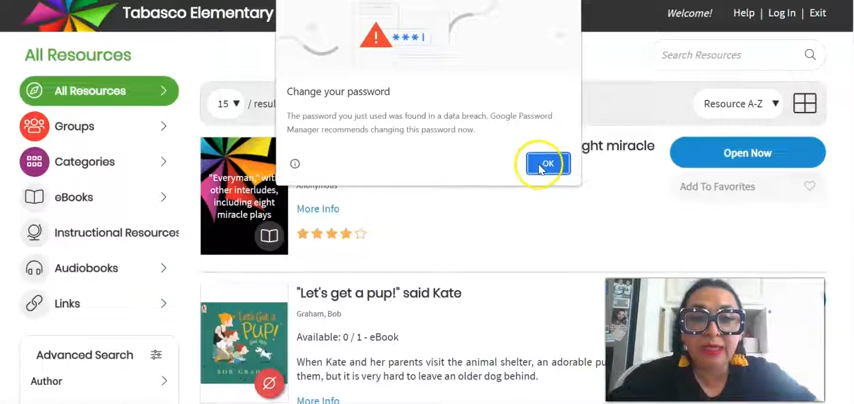 Tabasco Elementary
Welcome! Help | Log In | Exit
All Resources
Search Resources
All Resources
Groups
Categories
eBooks
Instructional Resources
Audiobooks
Links
Advanced Search
Author
***|
Change your password
The password you just used was found in a data breach. Google Password
Manager recommends changing this password now.
OK
15 / resul
Resource A-Z
"Everyman," with
other interludes,
including eight
miracle plays
ght miracle
Anonymous
More Info
Open Now
Add To Favorites
Let's Get a
PUP!
"Let's get a pup!" said Kate
Graham, Bob
Available: 0 / 1 - eBook
When Kate and her parents visit the animal shelter, an adorable pu
them, but it is very hard to leave an older dog behind.
More Info